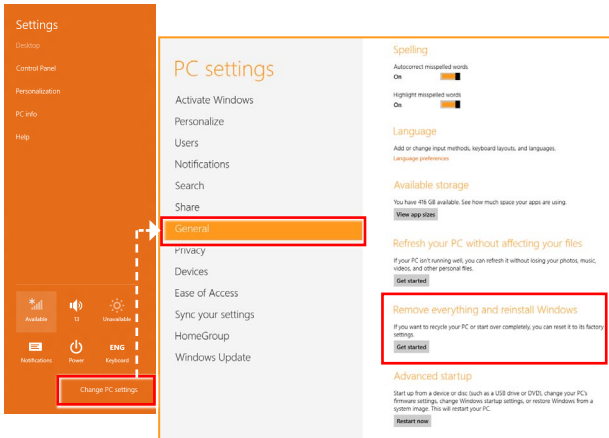 Settings
Desktop
Control Panel
Personalization
PC info
Help
Available
13
Unavailable
Notifications
Power
ENG
Keyboard
Change PC settings
PC settings
Activate Windows
Personalize
Users
Notifications
Search
Share
General
Privacy
Devices
Ease of Access
Sync your settings
HomeGroup
Windows Update
Spelling
Autocorrect misspelled words
On
Highlight misspelled words
On
Language
Add or change input methods, keyboard layouts, and languages.
Language preferences
Available storage
You have 416 GB available. See how much space your apps are using.
View app sizes
Refresh your PC without affecting your files
If your PC isn't running well, you can refresh it without losing your photos, music,
videos, and other personal files.
Get started
Remove everything and reinstall Windows
If you want to recycle your PC or start over completely, you can reset it to its factory
settings.
Get started
Advanced startup
Start up from a device or disc (such as a USB drive or DVD), change your PC's
firmware settings, change Windows startup settings, or restore Windows from a
system image. This will restart your PC.
Restart now